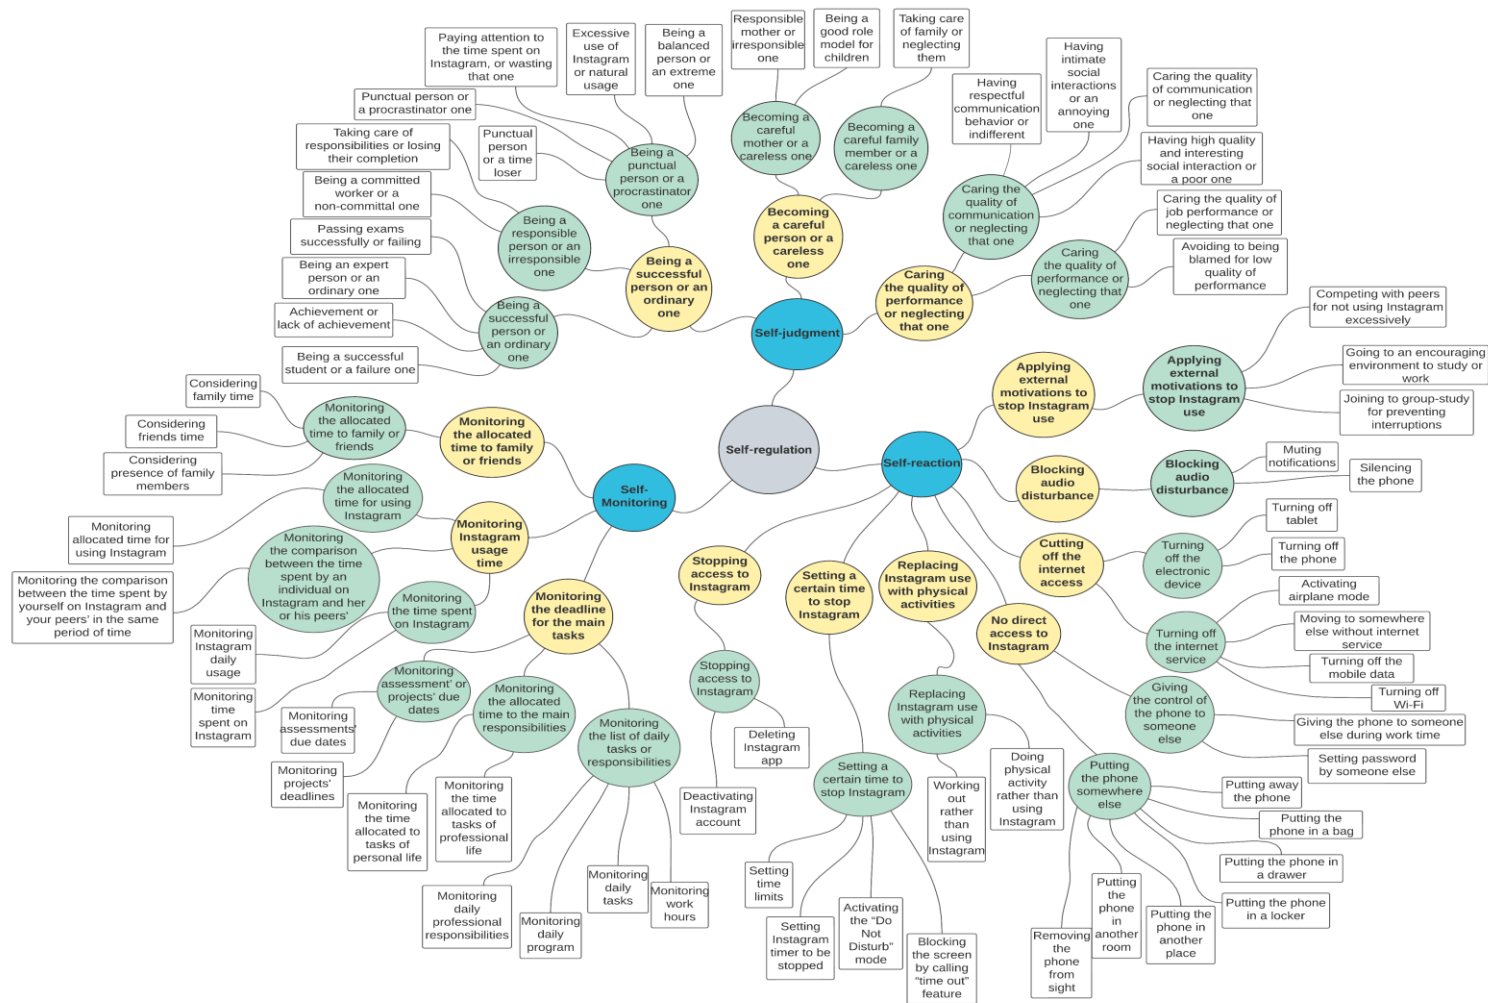 Paying attention to
the time spent on
Instagram, or wasting
that one
Excessive
use of
Instagram
or natural
usage
Being a
balanced
person or
an extreme
one
Responsible
mother or
irresponsible
one
Being a
good role
model for
children
Taking care
of family or
neglecting
them
Having
respectful
communication
behavior or
indifferent
Having
intimate
social
interactions
or an
annoying
one
Caring the quality
of communication
or neglecting that
one
Having high quality
and interesting
social interaction or
a poor one
Caring the quality of
job performance or
neglecting that one
Avoiding to being
blamed for low
quality of
performance
Punctual person or
a procrastinator one
Punctual
person
or a time
loser
Taking care of
responsibilities or losing
their completion
Being a committed
worker or a
non-committal one
Passing exams
successfully or failing
Being an expert
person or an
ordinary one
Achievement or
lack of achievement
Being a successful
student or a failure one
Being a
punctual
person or a
procrastinator
one
Being a
responsible
person or an
irresponsible
one
Being a
successful
person or
an ordinary
one
Being a
successful
person or an
ordinary
one
Becoming a
careful
mother or a
careless one
Becoming a
careful family
member or a
careless one
Becoming
a careful
person or a
careless
one
Caring the
quality of
communication
or neglecting
that one
Caring
the quality of
performance or
neglecting that one
Caring
the quality of
performance
or neglecting
that one
Self-judgment
Self-regulation
Self-
Monitoring
Self-reaction
Considering
family time
Considering
friends time
Considering
presence of family
members
Monitoring
the allocated
time to family or
friends
Monitoring
the allocated
time to family or
friends
Monitoring
allocated time for
using Instagram
Monitoring
the allocated
time for using
Instagram
Monitoring
Instagram
usage
time
Monitoring the comparison
between the time spent by
yourself on Instagram and
your peers' in the same
period of time
Monitoring
the comparison
between the time
spent by an
individual on
Instagram and her
or his peers'
Monitoring
Instagram
daily
usage
Monitoring
time
spent on
Instagram
Monitoring
the time spent
on Instagram
Monitoring
the deadline
for the main
tasks
Monitoring
assessments'
due dates
Monitoring
projects'
deadlines
Monitoring
assessment' or
projects' due
dates
Monitoring
the allocated
time to the main
responsibilities
Monitoring
the time
allocated to
tasks of
personal life
Monitoring
the time
allocated to
tasks of
professional
life
Monitoring
the list of daily
tasks or
responsibilities
Monitoring
daily
professional
responsibilities
Monitoring
daily
program
Monitoring
daily
tasks
Monitoring
work
hours
Stopping
access to
Instagram
Stopping
access to
Instagram
Deleting
Instagram
app
Deactivating
Instagram
account
Setting a
certain time
to stop
Instagram
Setting a
certain time to
stop Instagram
Setting
time
limits
Setting
Instagram
timer to be
stopped
Activating
the “Do
Not
Disturb”
mode
Blocking
the screen
by calling
“time out”
feature
Replacing
Instagram use
with physical
activities
Replacing
Instagram use
with physical
activities
Working
out
rather
than
using
Instagram
Doing
physical
activity
rather than
using
Instagram
No direct
access to
Instagram
Giving
the control of
the phone to
someone
else
Giving the phone to someone
else during work time
Setting password
by someone else
Putting
the phone
somewhere
else
Putting away
the phone
Putting the
phone in a bag
Putting the phone in
a drawer
Putting the phone
in a locker
Putting the
phone in
another
place
Putting
the
phone in
another
room
Removing
the
phone
from
sight
Cutting
off the
internet
access
Turning
off the
electronic
device
Turning off
tablet
Turning off
the phone
Turning off
the internet
service
Activating
airplane mode
Moving to somewhere
else without internet
service
Turning off the
mobile data
Turning off
Wi-Fi
Blocking
audio
disturbance
Blocking
audio
disturbance
Muting
notifications
Silencing
the phone
Applying
external
motivations to
stop Instagram
use
Applying
external
motivations to
stop Instagram
use
Competing with peers
for not using Instagram
excessively
Going to an encouraging
environment to study or
work
Joining to group-study
for preventing
interruptions